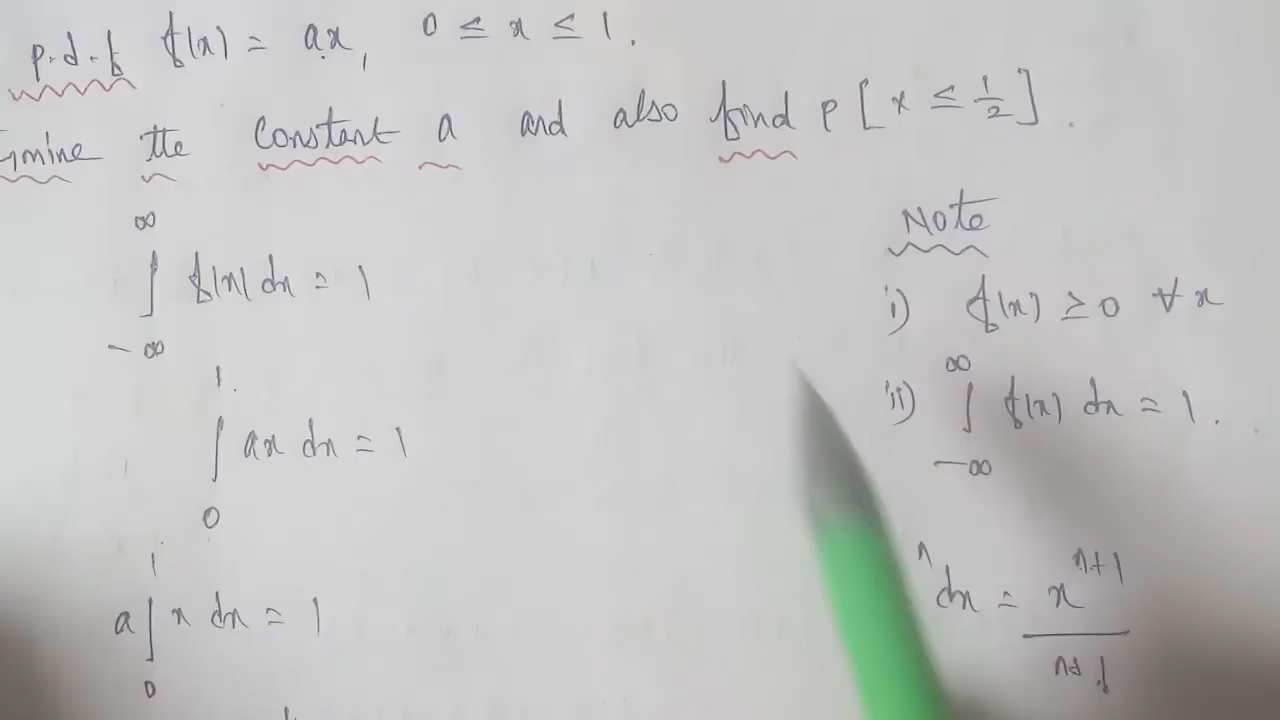 p.d.f f(x) = ax, 0 ≤ x ≤ 1.
ermine the constant a and also find P[x ≤ 1/2].
∞
∫ f(x) dx = 1
-∞
1
∫ ax dx = 1
0
1
a∫ x dx = 1
0
Note
i) f(x) ≥ 0 ∀ x
∞
ii) ∫ f(x) dx = 1.
-∞
n dx = x^(n+1)
n+1